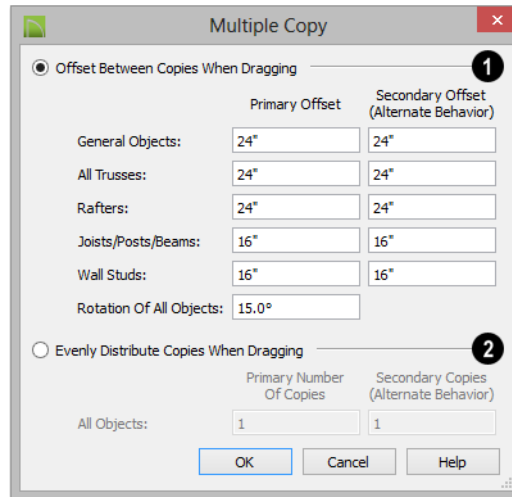 Multiple Copy
Offset Between Copies When Dragging 1
Primary Offset Secondary Offset
(Alternate Behavior)
General Objects: 24" 24"
All Trusses: 24" 24"
Rafters: 24" 24"
Joists/Posts/Beams: 16" 16"
Wall Studs: 16" 16"
Rotation Of All Objects: 15.0°
Evenly Distribute Copies When Dragging 2
Primary Number Secondary Copies
Of Copies (Alternate Behavior)
All Objects: 1 1
OK Cancel Help